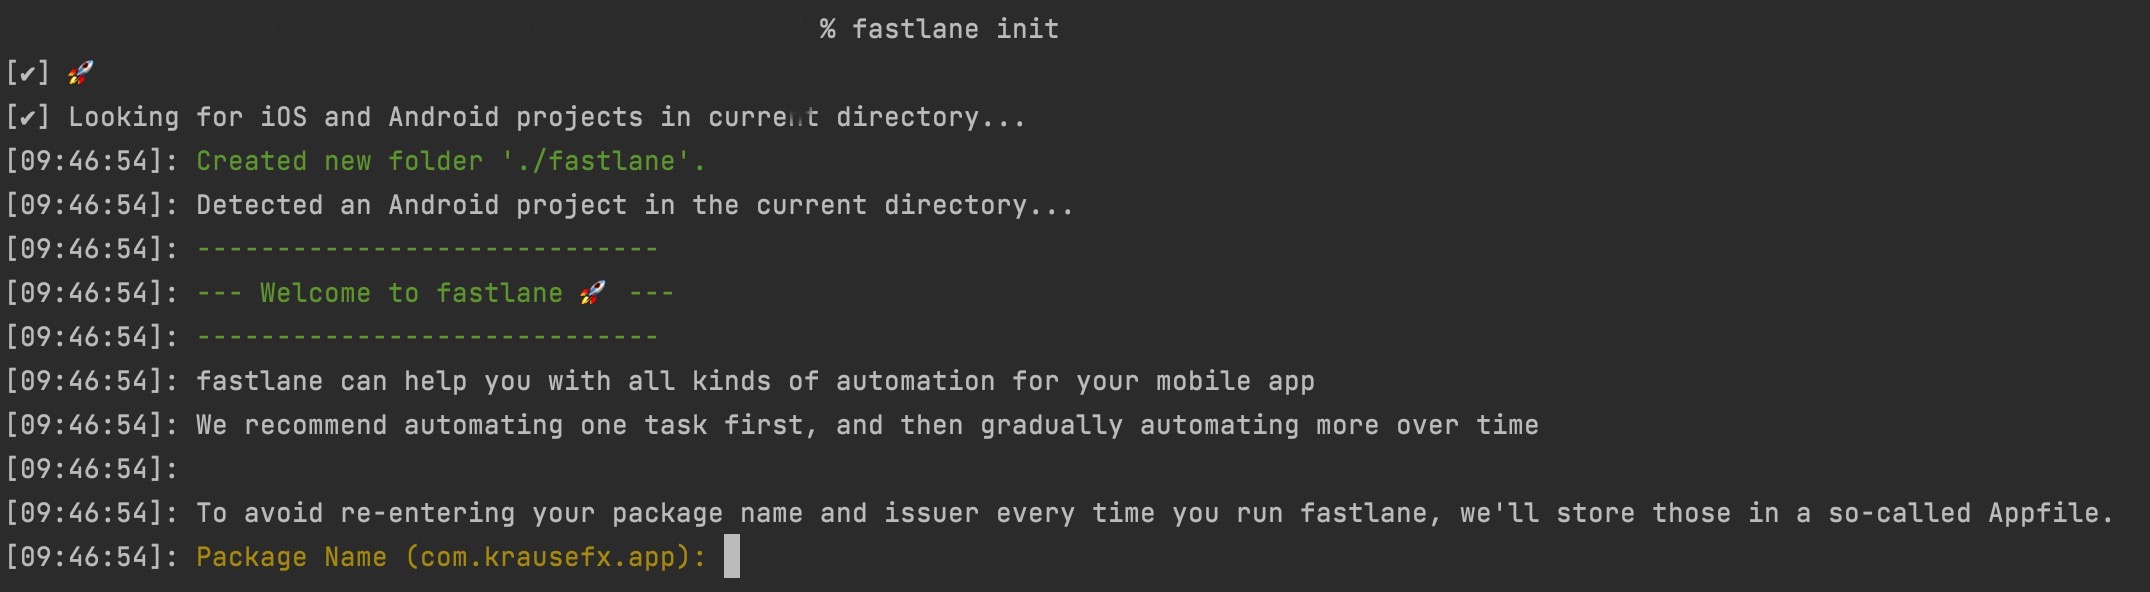 % fastlane init
[✔] 🚀
[✔] Looking for iOS and Android projects in current directory...
[09:46:54]: Created new folder './fastlane'.
[09:46:54]: Detected an Android project in the current directory...
[09:46:54]: -----------------------------
[09:46:54]: --- Welcome to fastlane 🚀 ---
[09:46:54]: -----------------------------
[09:46:54]: fastlane can help you with all kinds of automation for your mobile app
[09:46:54]: We recommend automating one task first, and then gradually automating more over time
[09:46:54]:
[09:46:54]: To avoid re-entering your package name and issuer every time you run fastlane, we'll store those in a so-called Appfile.
[09:46:54]: Package Name (com.krausefx.app):